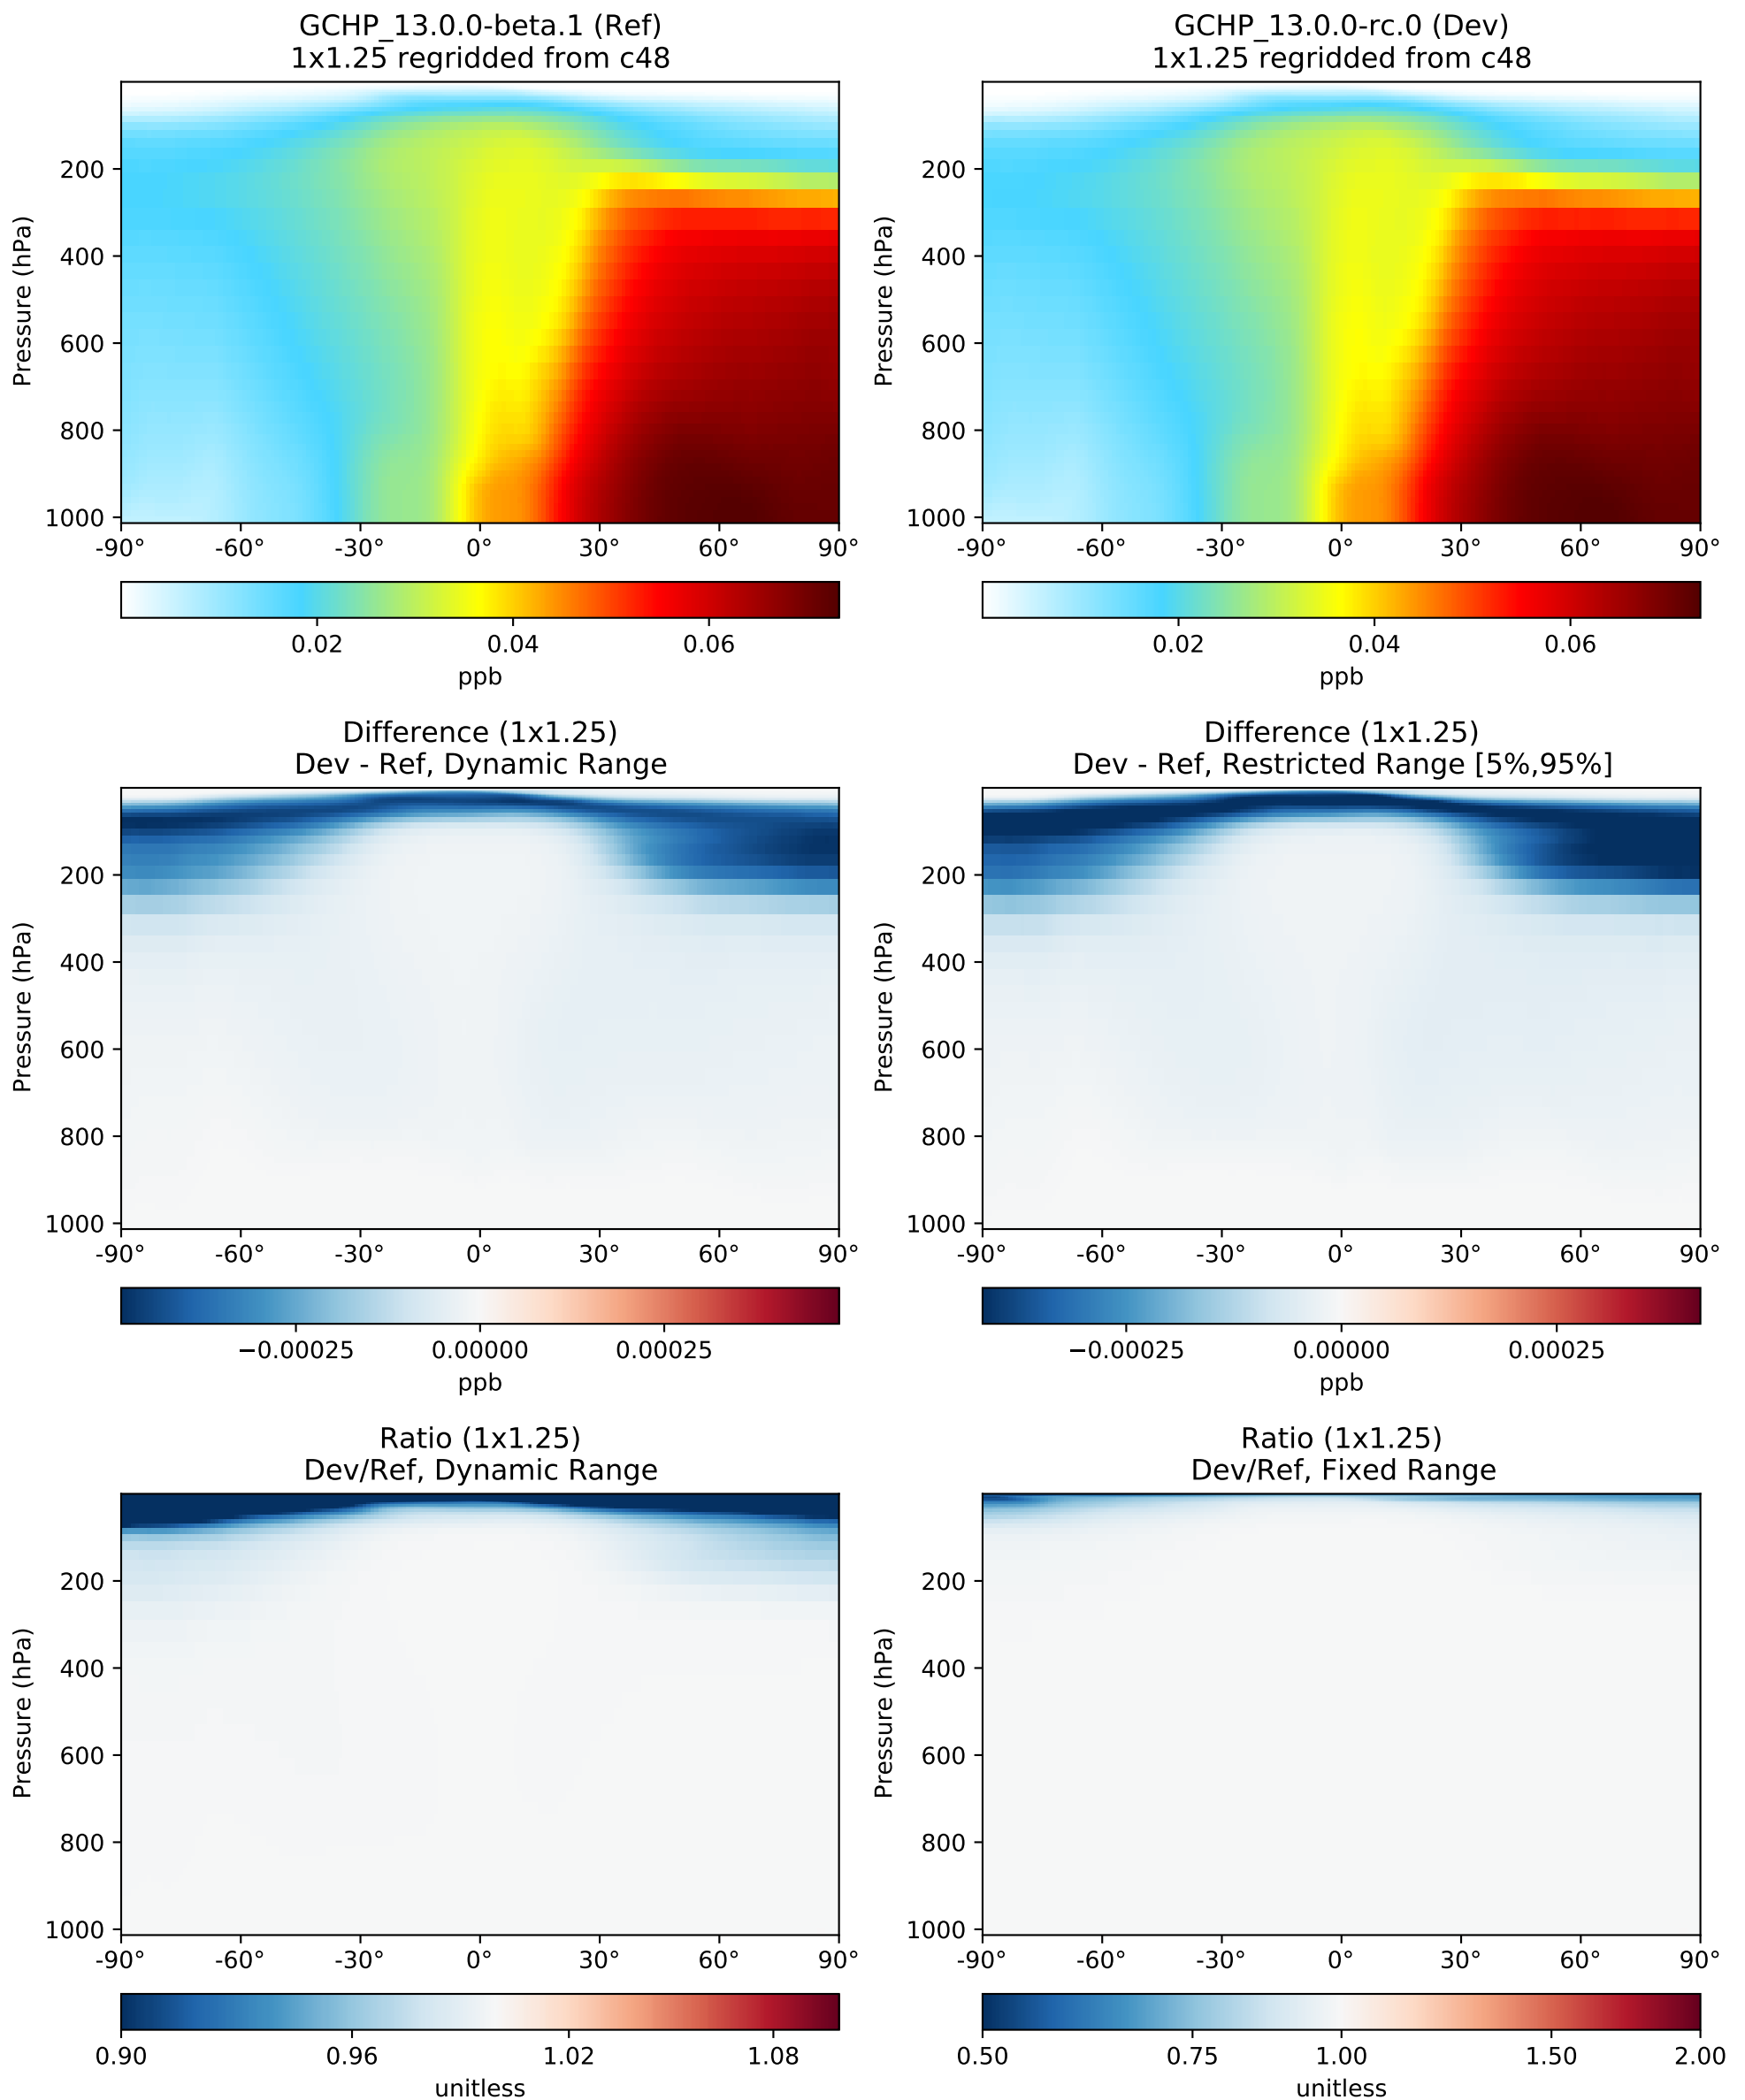 GCHP_13.0.0-beta.1 (Ref)
1x1.25 regridded from c48
Pressure (hPa)
200
400
600
800
1000
-90° -60° -30° 0° 30° 60° 90°
0.02 0.04 0.06
ppb
GCHP_13.0.0-rc.0 (Dev)
1x1.25 regridded from c48
Pressure (hPa)
200
400
600
800
1000
-90° -60° -30° 0° 30° 60° 90°
0.02 0.04 0.06
ppb
Difference (1x1.25)
Dev - Ref, Dynamic Range
Pressure (hPa)
200
400
600
800
1000
-90° -60° -30° 0° 30° 60° 90°
−0.00025 0.00000 0.00025
ppb
Difference (1x1.25)
Dev - Ref, Restricted Range [5%,95%]
Pressure (hPa)
200
400
600
800
1000
-90° -60° -30° 0° 30° 60° 90°
−0.00025 0.00000 0.00025
ppb
Ratio (1x1.25)
Dev/Ref, Dynamic Range
Pressure (hPa)
200
400
600
800
1000
-90° -60° -30° 0° 30° 60° 90°
0.90 0.96 1.02 1.08
unitless
Ratio (1x1.25)
Dev/Ref, Fixed Range
Pressure (hPa)
200
400
600
800
1000
-90° -60° -30° 0° 30° 60° 90°
0.50 0.75 1.00 1.50 2.00
unitless